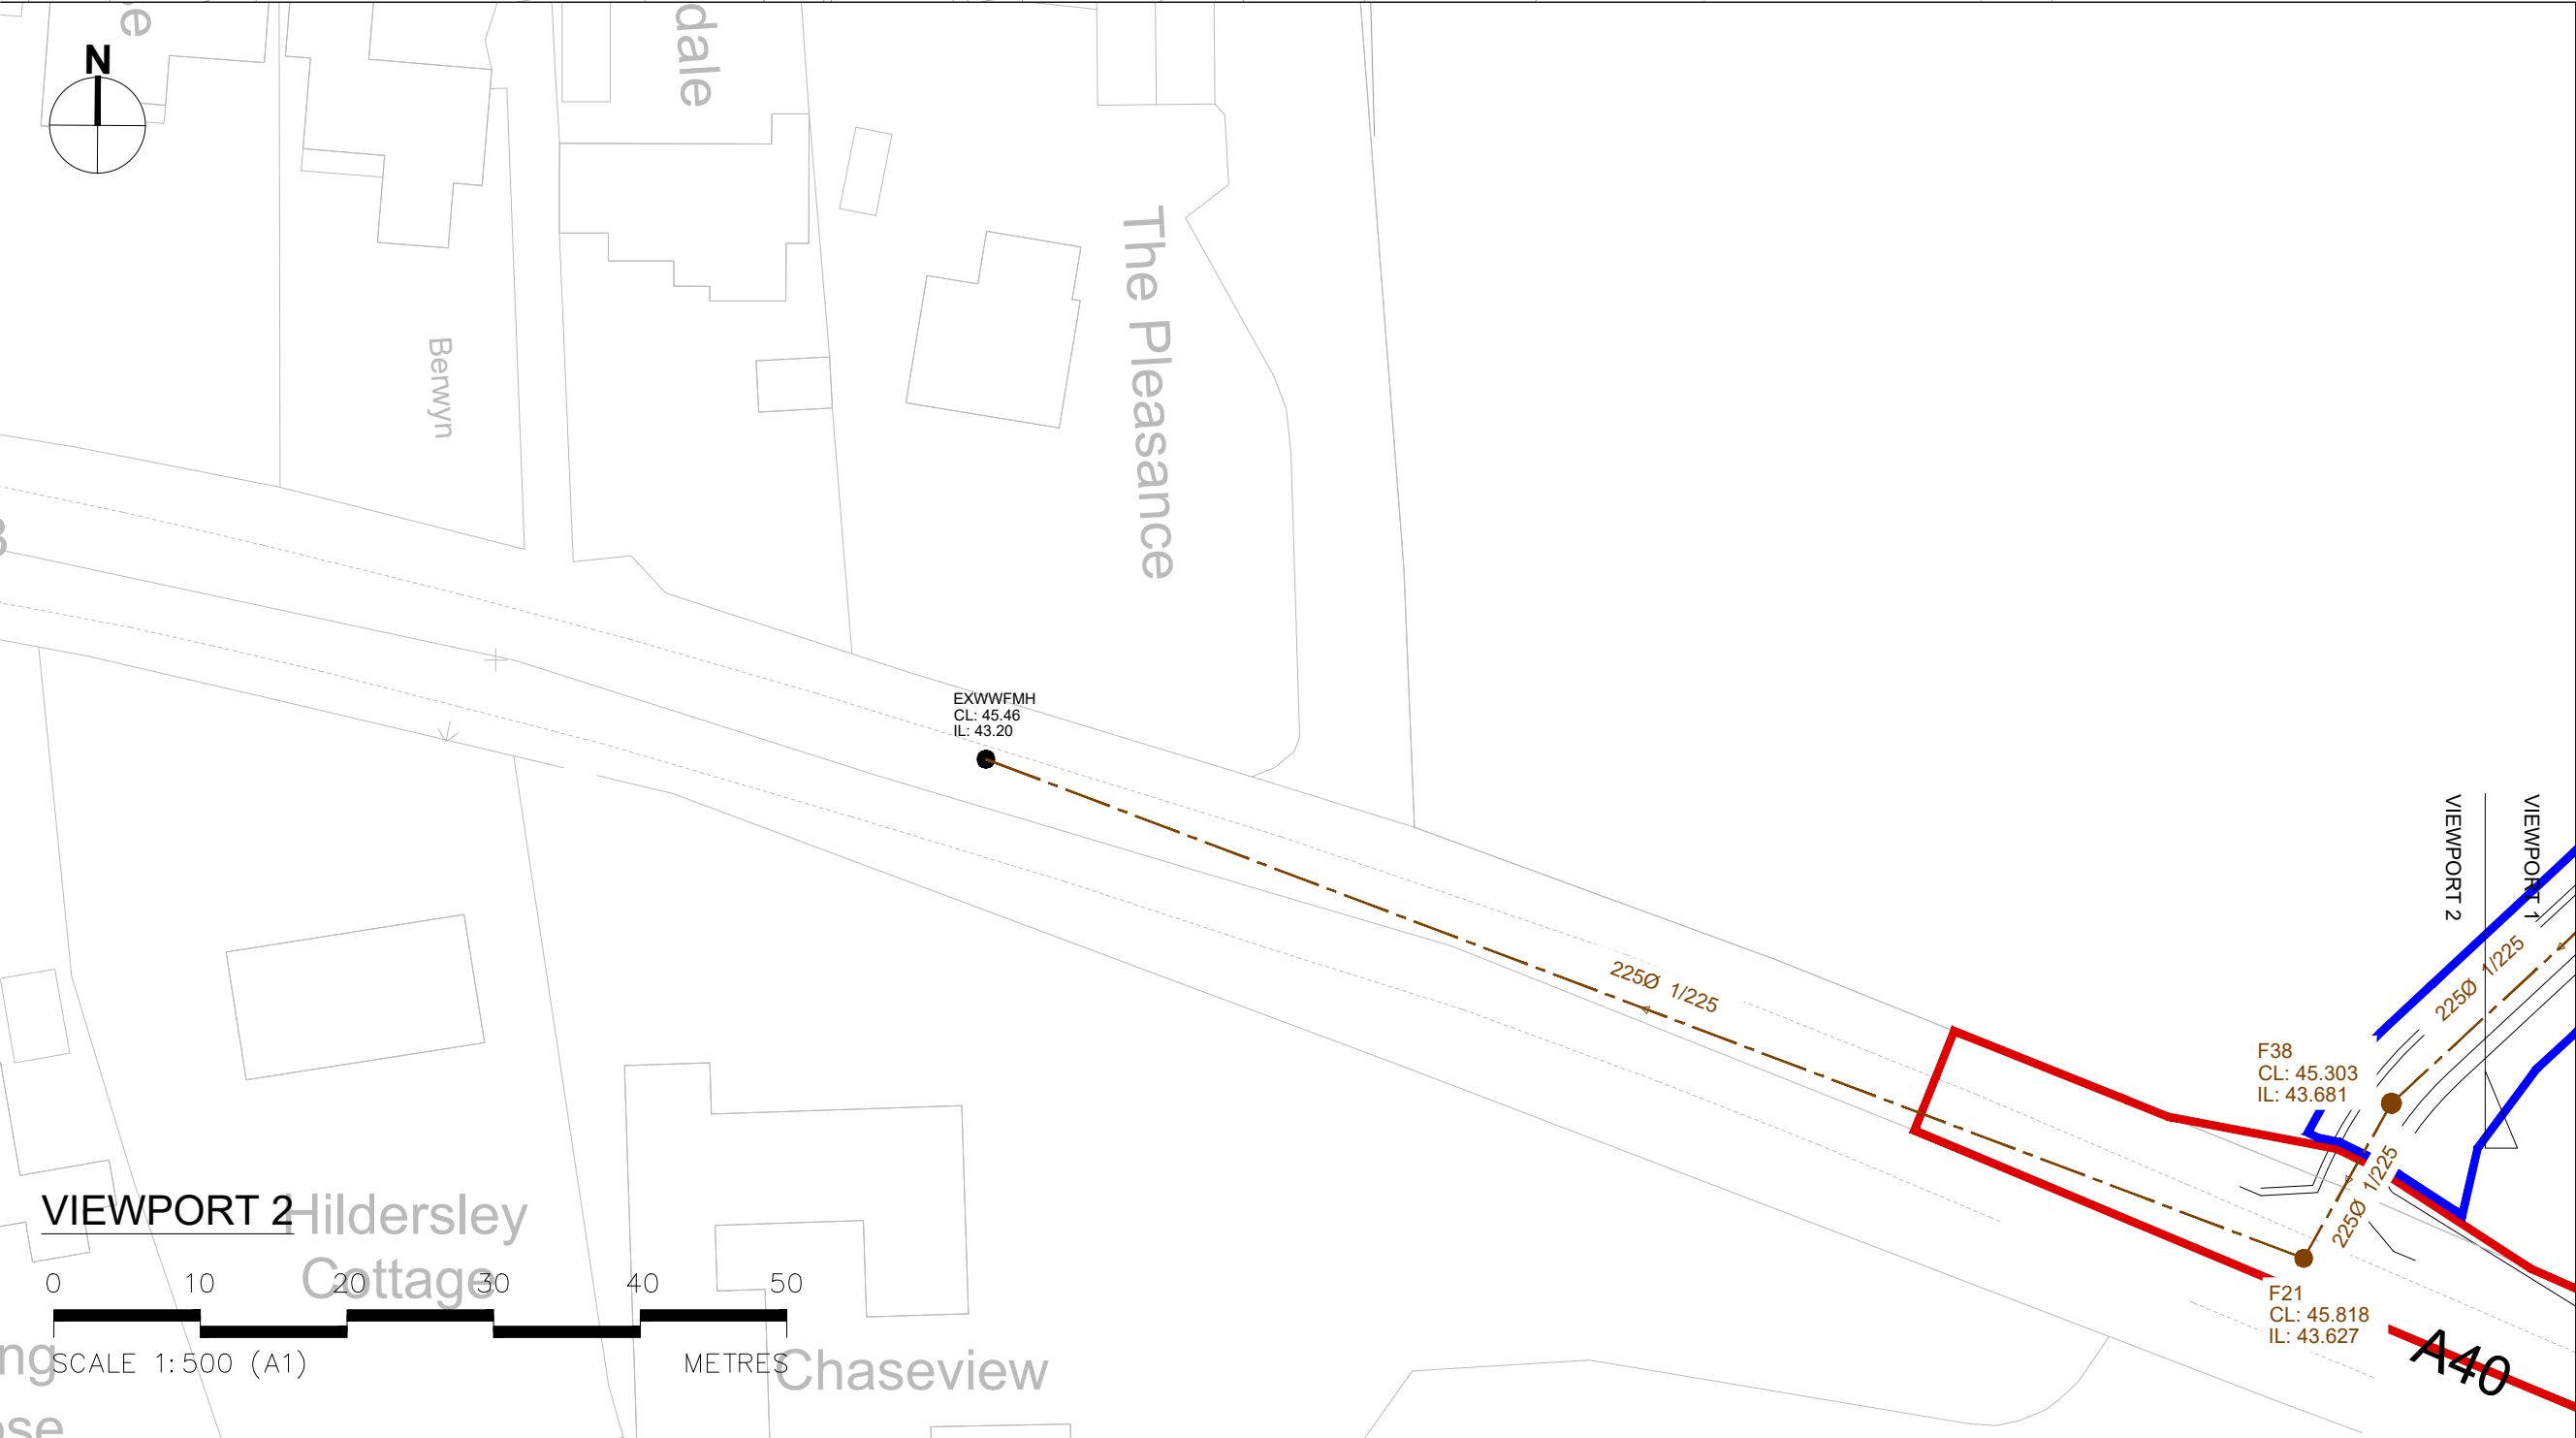 N
dale
Berwyn
The Pleasance
EXWWFMH
CL: 45.46
IL: 43.20
225Ø 1/225
VIEWPORT 2
VIEWPORT 1
225Ø 1/225
F38
CL: 45.303
IL: 43.681
225Ø 1/225
F21
CL: 45.818
IL: 43.627
A40
VIEWPORT 2
Hildersley
Cottage
0 10 20 30 40 50
SCALE 1:500 (A1) METRES
Chaseview
ng
ose